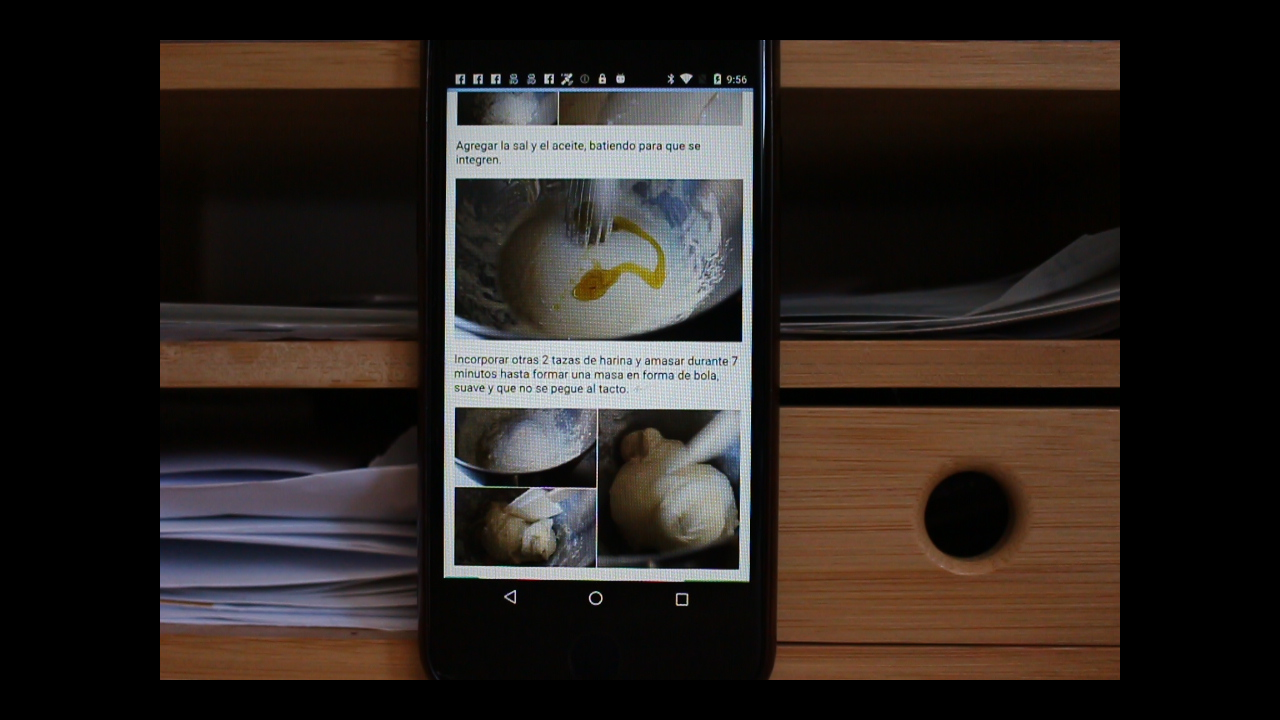 9:56
Agregar la sal y el aceite, batiendo para que se
integren.
Incorporar otras 2 tazas de harina y amasar durante 7
minutos hasta formar una masa en forma de bola,
suave y que no se pegue al tacto.